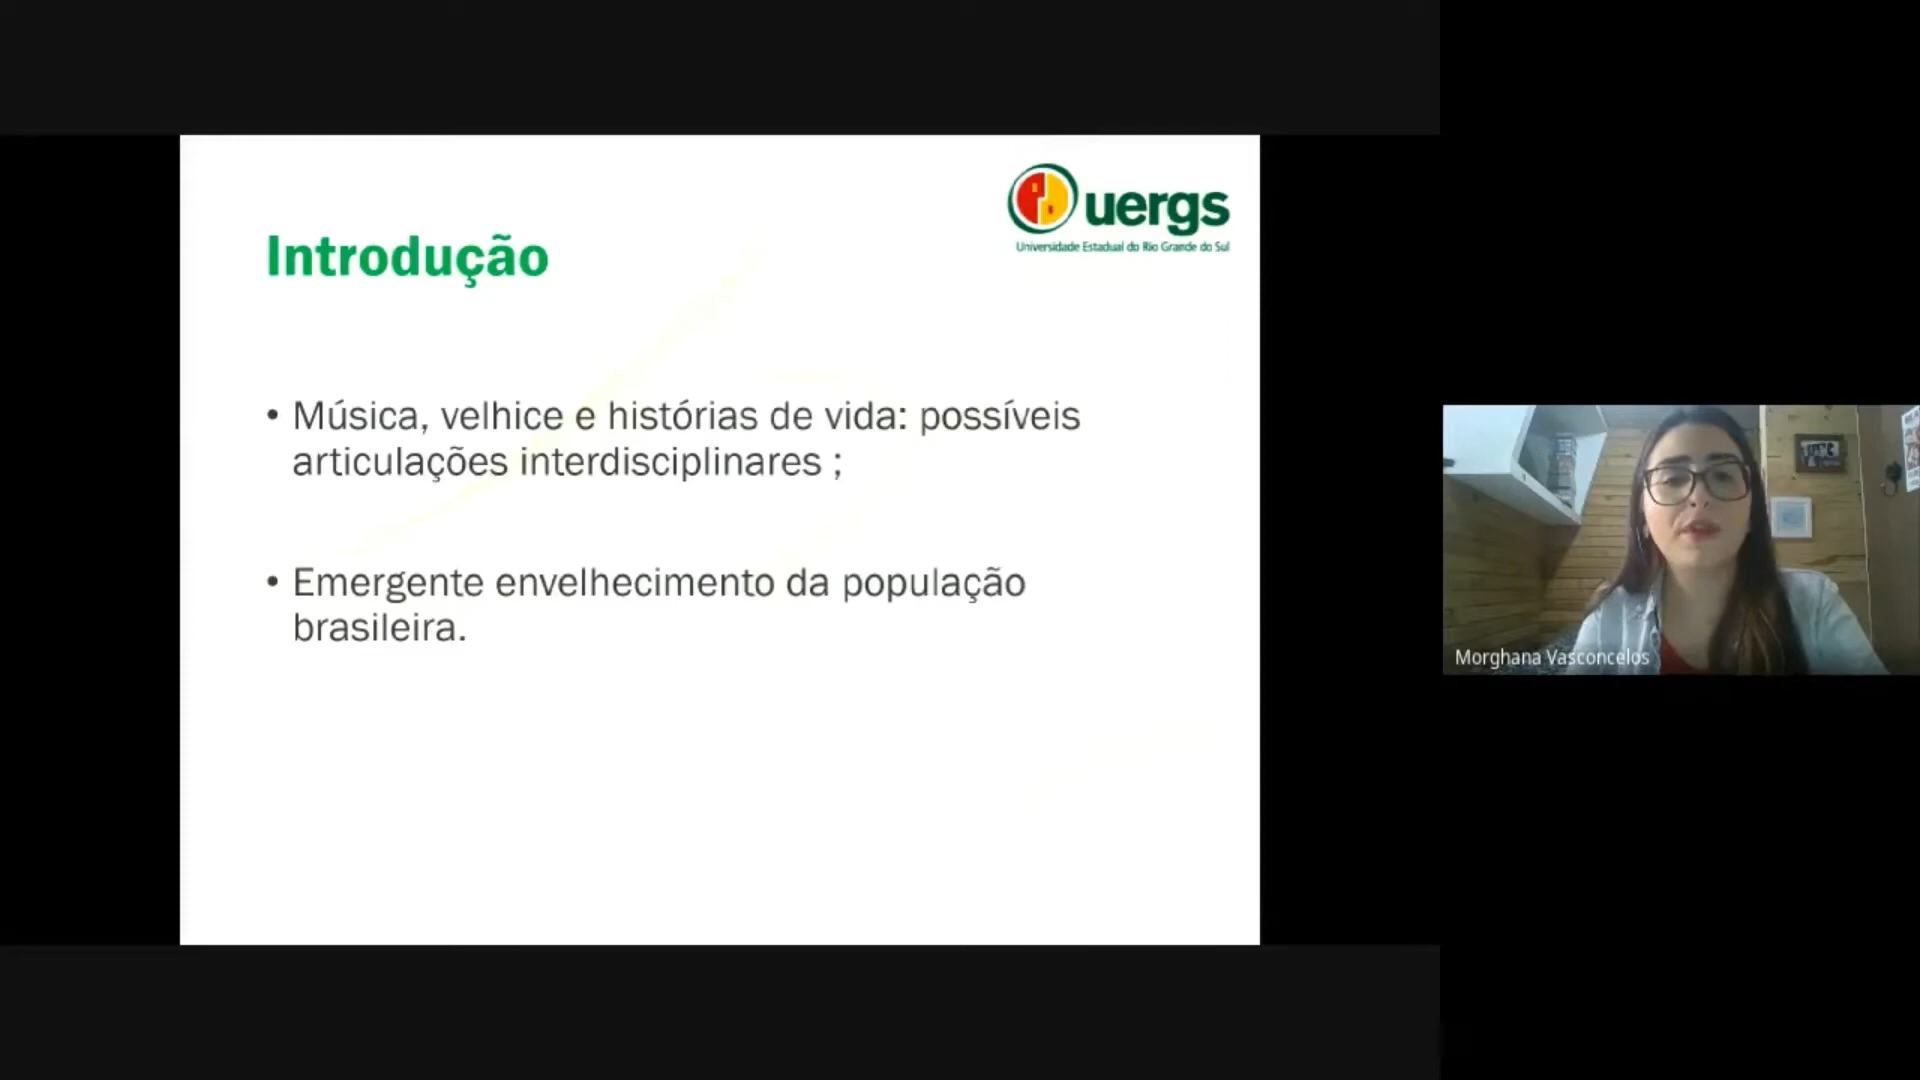 uergs
Universidade Estadual do Rio Grande do Sul
Introdução
• Música, velhice e histórias de vida: possíveis
articulações interdisciplinares ;
• Emergente envelhecimento da população
brasileira.
Morghana Vasconcelos